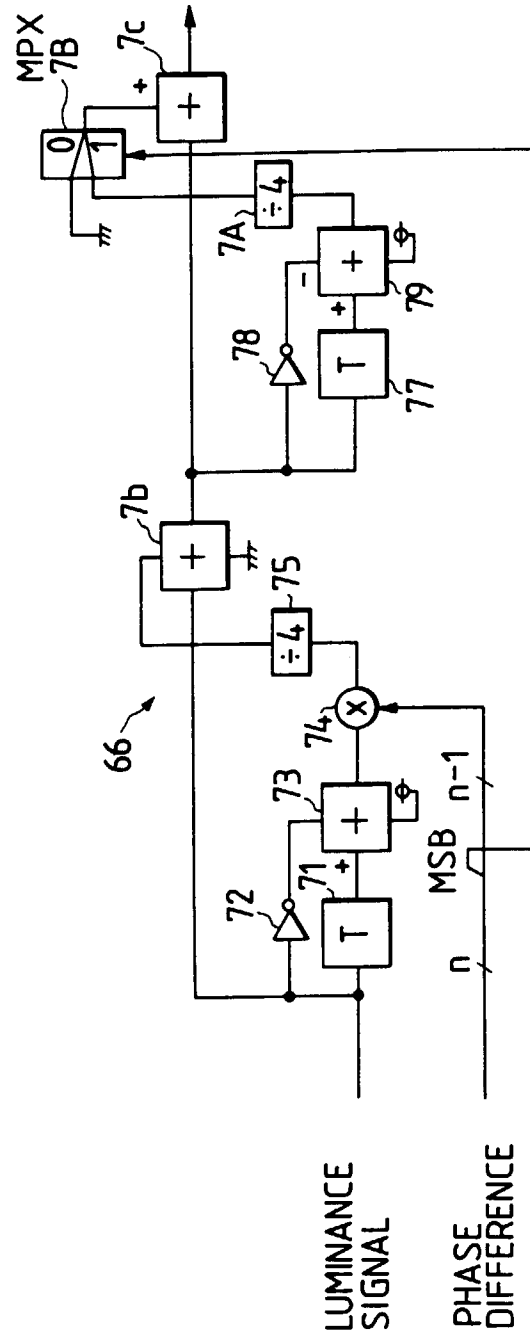 MPX
7B
0
1
+
7c
+
÷4
7A
78
-
+
+
79
T
77
7b
+
75
÷4
66
X
74
73
+
72
+
71
T
MSB
n-1
n
LUMINANCE
SIGNAL
PHASE
DIFFERENCE